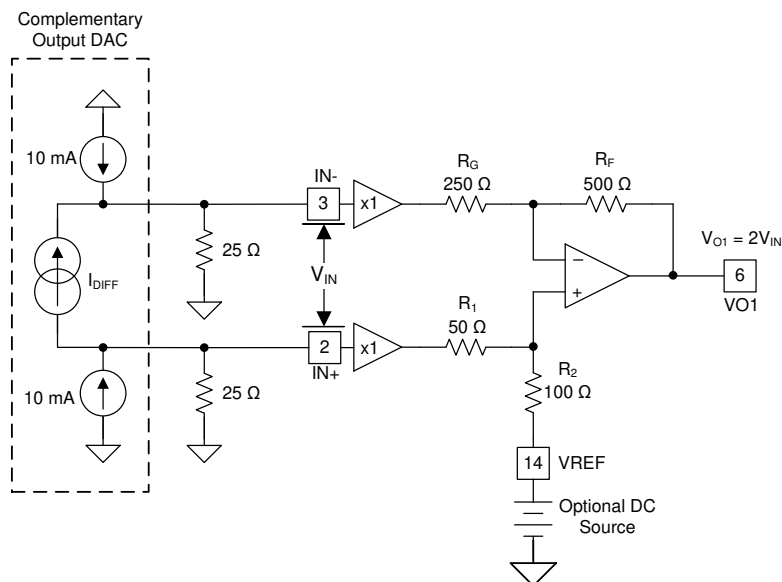 Complementary
Output DAC
10 mA
I_DIFF
10 mA
25 Ω
25 Ω
IN-
3
x1
V_IN
2
IN+
x1
R_G
250 Ω
R_F
500 Ω
R_1
50 Ω
−
+
R_2
100 Ω
V_O1 = 2V_IN
6
VO1
14
VREF
Optional DC
Source